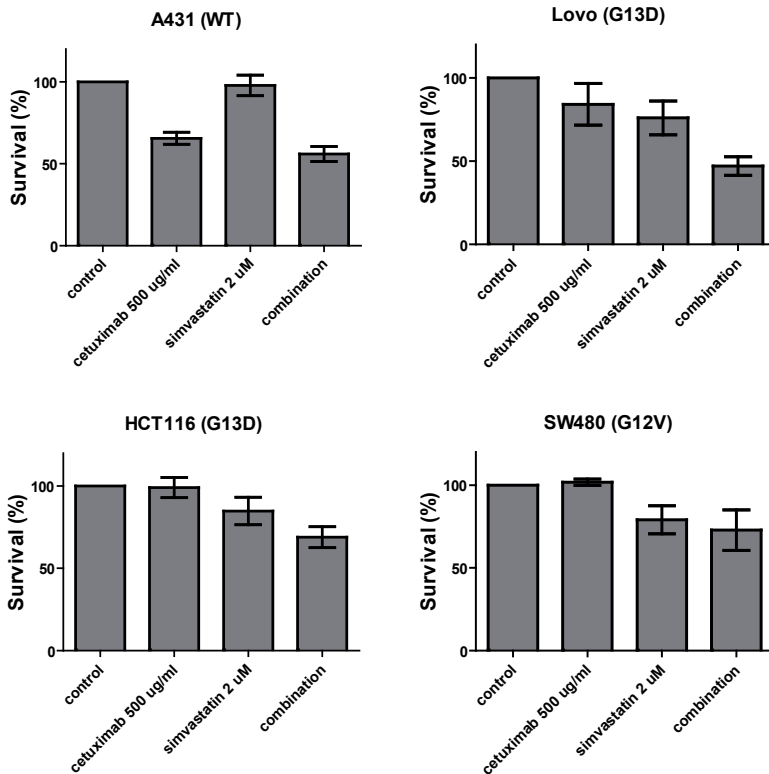 A431 (WT)
Survival (%)
100
50
0
control
cetuximab 500 ug/ml
simvastatin 2 uM
combination
Lovo (G13D)
Survival (%)
100
50
0
control
cetuximab 500 ug/ml
simvastatin 2 uM
combination
HCT116 (G13D)
Survival (%)
100
50
0
control
cetuximab 500 ug/ml
simvastatin 2 uM
combination
SW480 (G12V)
Survival (%)
100
50
0
control
cetuximab 500 ug/ml
simvastatin 2 uM
combination